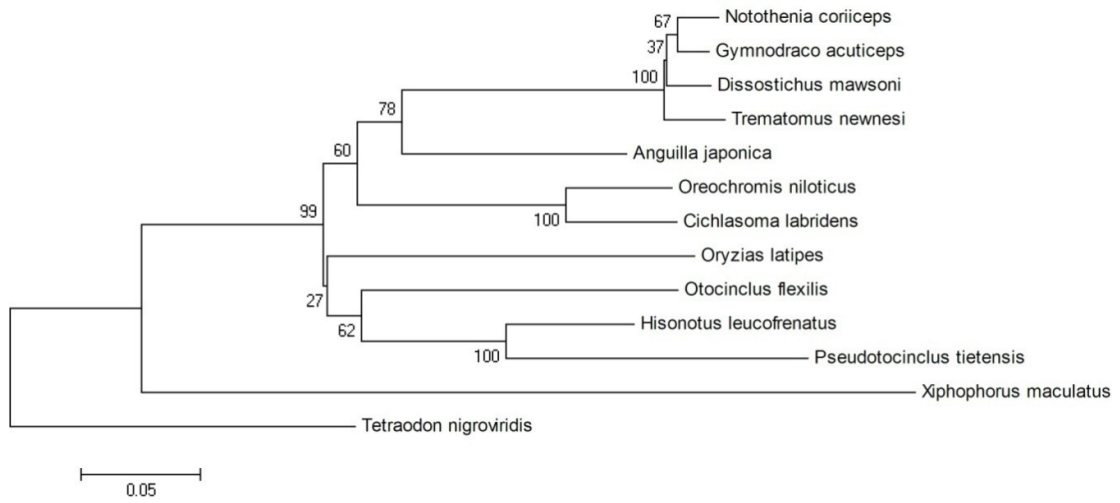 67
Notothenia coriiceps
37
Gymnodraco acuticeps
100
Dissostichus mawsoni
78
Trematomus newnesi
60
Anguilla japonica
Oreochromis niloticus
99
100
Cichlasoma labridens
Oryzias latipes
27
Otocinclus flexilis
62
Hisonotus leucofrenatus
100
Pseudotocinclus tietensis
Xiphophorus maculatus
Tetraodon nigroviridis
0.05